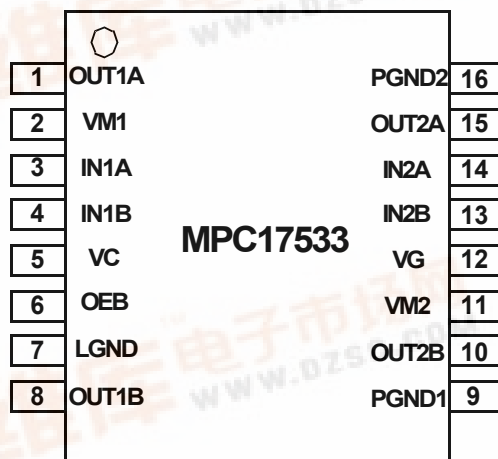 1 OUT1A PGND2 16
2 VM1 OUT2A 15
3 IN1A IN2A 14
4 IN1B IN2B 13
MPC17533
5 VC VG 12
6 OEB VM2 11
7 LGND OUT2B 10
8 OUT1B PGND1 9